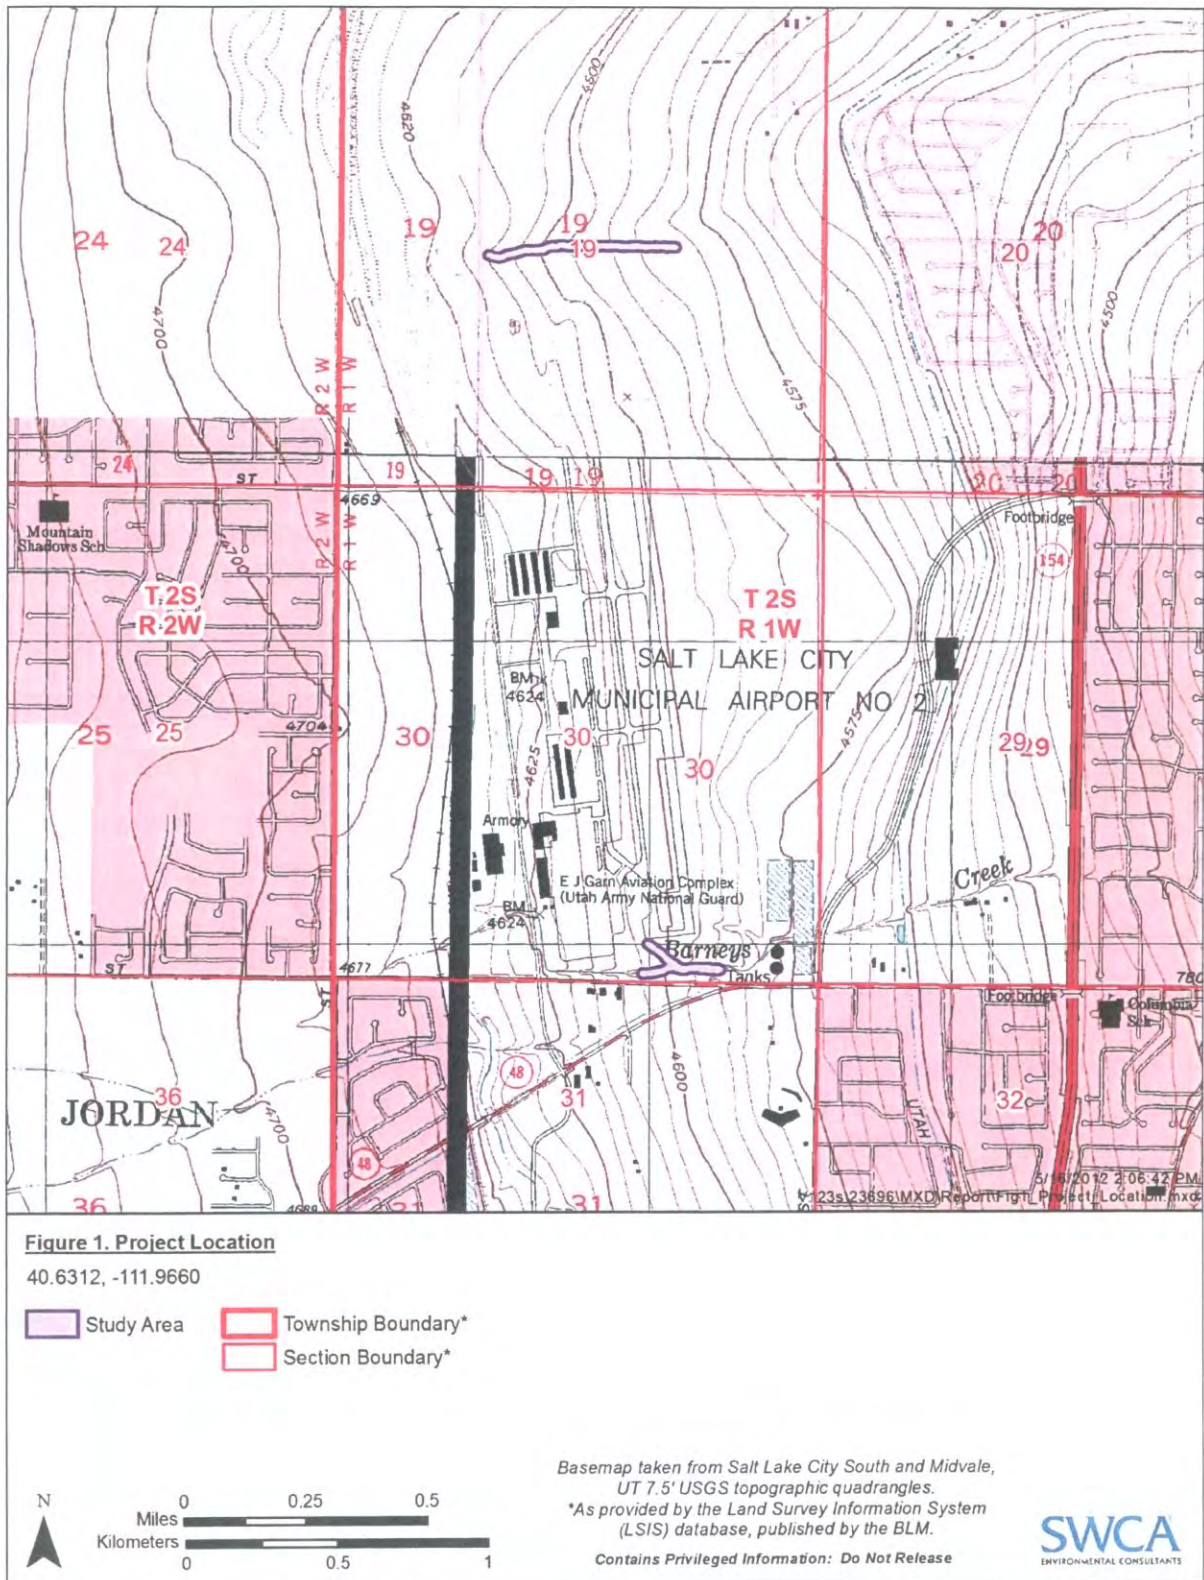 4600
4620
19
19
19
20
20
24
24
4700
4500
4575
R 2 W
R 1 W
24
19
19
19
20
20
ST
4669
Mountain
Shadows Sch
4700
R 2 W
R 1 W
Footbridge
154
T 2S
R 2W
T 2S
R 1W
SALT LAKE CITY
MUNICIPAL AIRPORT NO 2
BM
4624
4704
25
25
30
4625
30
30
4575
29
29
Armory
E J Garn Aviation Complex
(Utah Army National Guard)
BM
4624
Creek
Barneys
Tanks
ST
4677
ST
Footbridge
Columbia
Sch
48
4600
31
36
JORDAN
4700
32
UTAH
48
36
4689
31
31
5/16/2012 2:06:42 PM
Figure 1. Project Location
40.6312, -111.9660
Study Area
Township Boundary*
Section Boundary*
N
0 0.25 0.5
Miles
Kilometers
0 0.5 1
Basemap taken from Salt Lake City South and Midvale,
UT 7.5' USGS topographic quadrangles.
*As provided by the Land Survey Information System
(LSIS) database, published by the BLM.
Contains Privileged Information: Do Not Release
SWCA
ENVIRONMENTAL CONSULTANTS